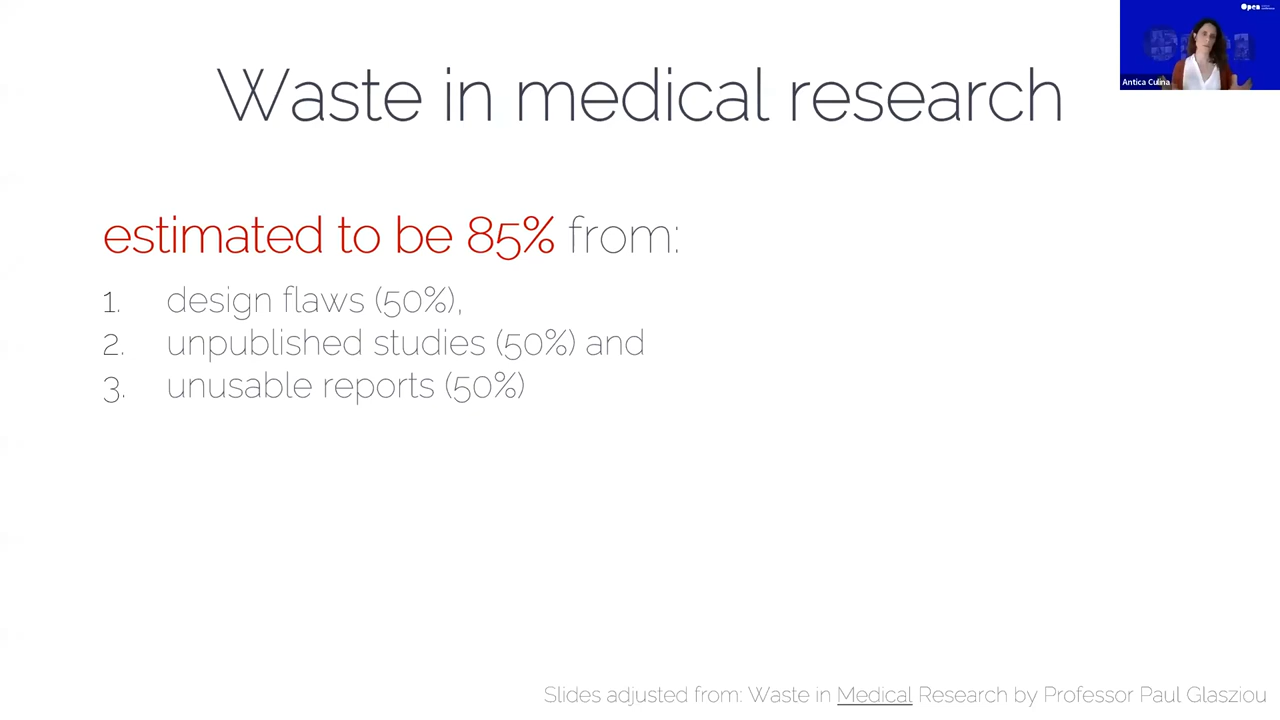 Open
Antica Culina
Waste in medical research
estimated to be 85% from:
1. design flaws (50%),
2. unpublished studies (50%) and
3. unusable reports (50%)
Slides adjusted from: Waste in Medical Research by Professor Paul Glasziou